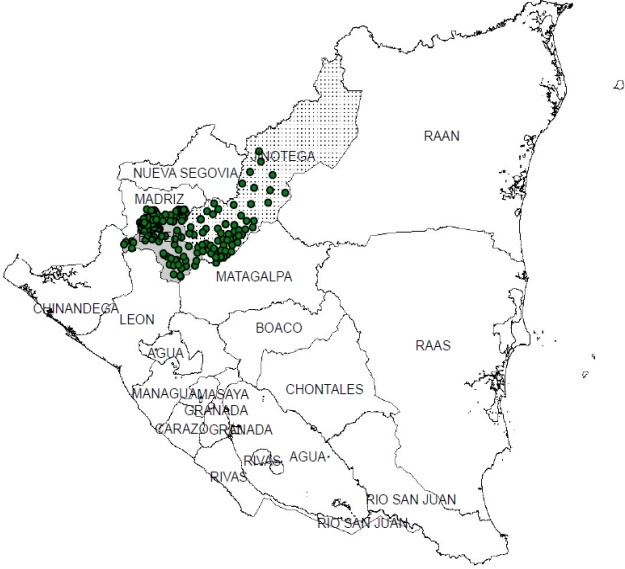 RAAN
JINOTEGA
NUEVA SEGOVIA
MADRIZ
MATAGALPA
CHINANDEGA
LEON
BOACO
RAAS
AGUA
CHONTALES
MANAGUA
MASAYA
GRANADA
CARAZO
GRANADA
AGUA
RIVAS
RIVAS
RIO SAN JUAN
RIO SAN JUAN